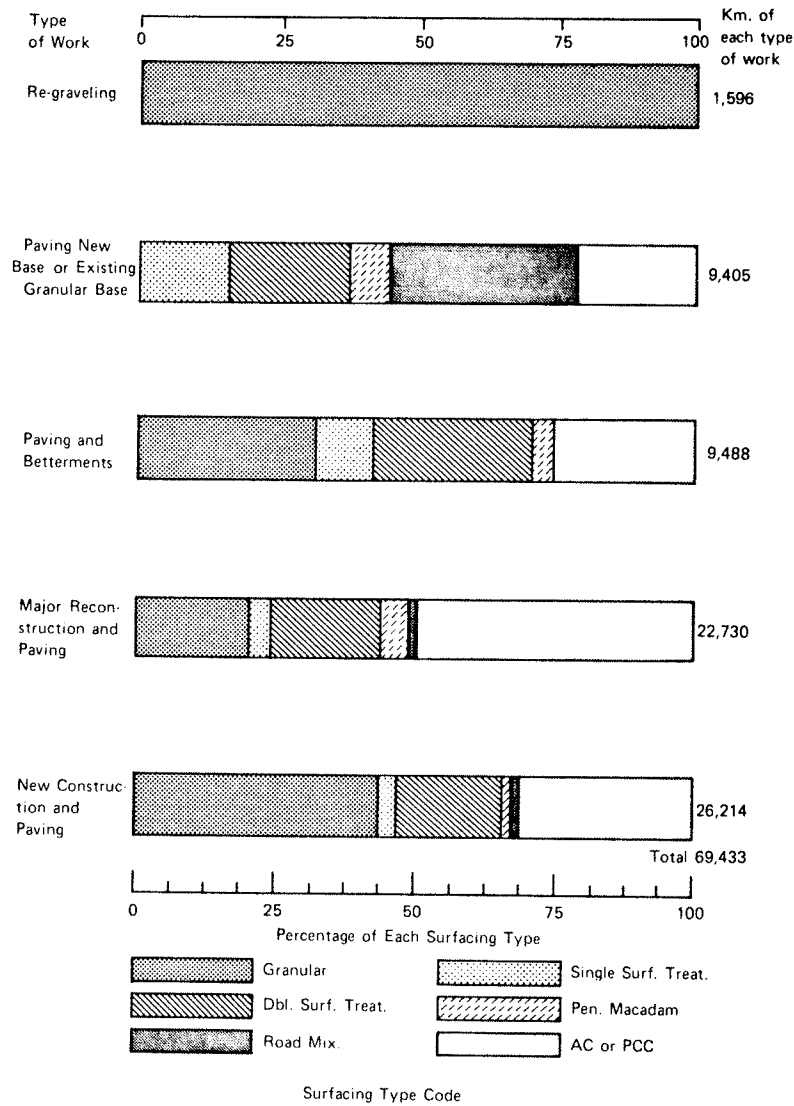 Type
of Work
0 25 50 75 100
Km. of
each type
of work
Re-graveling
1,596
Paving New
Base or Existing
Granular Base
9,405
Paving and
Betterments
9,488
Major Recon-
struction and
Paving
22,730
New Construc-
tion and
Paving
26,214
Total 69,433
0 25 50 75 100
Percentage of Each Surfacing Type
Granular
Single Surf. Treat.
Dbl. Surf. Treat.
Pen. Macadam
Road Mix.
AC or PCC
Surfacing Type Code